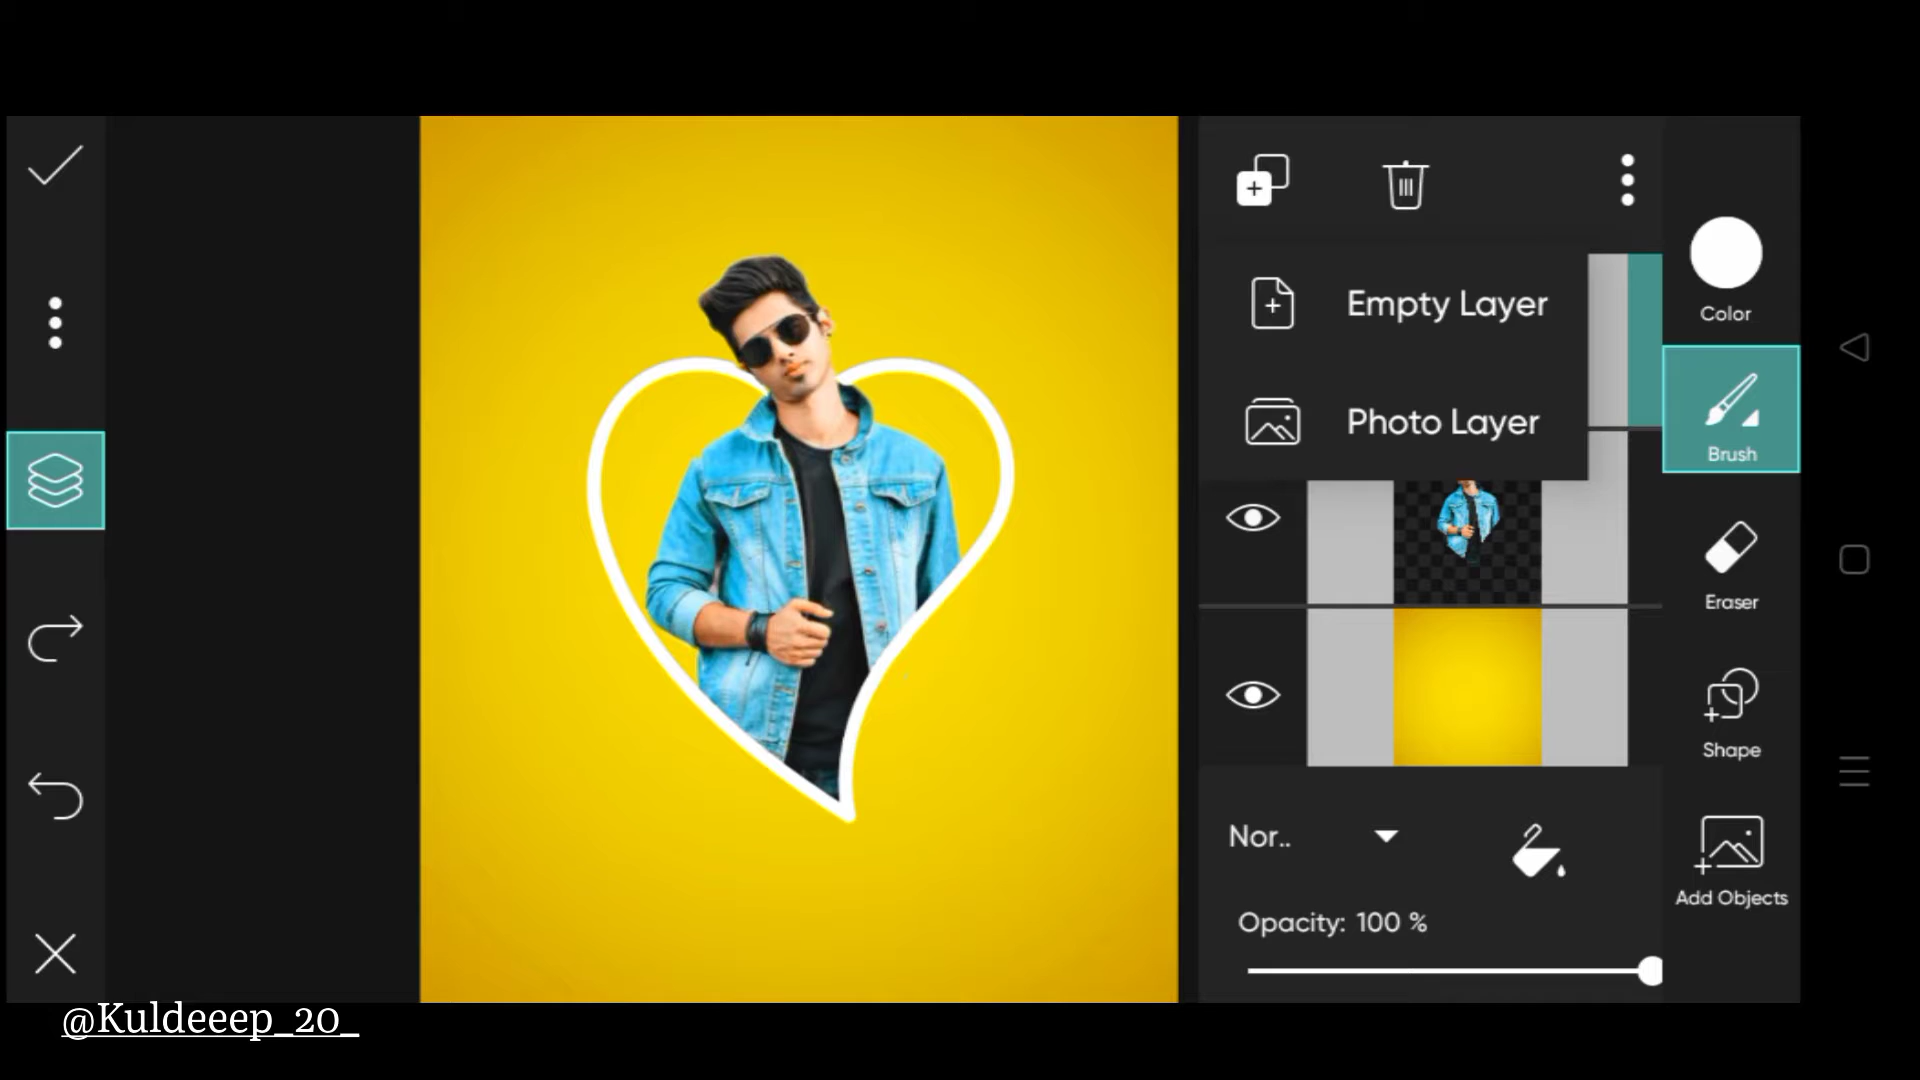 Empty Layer
Photo Layer
Color
Brush
Eraser
Shape
Add Objects
Nor..
Opacity: 100 %
@Kuldeeep_20_